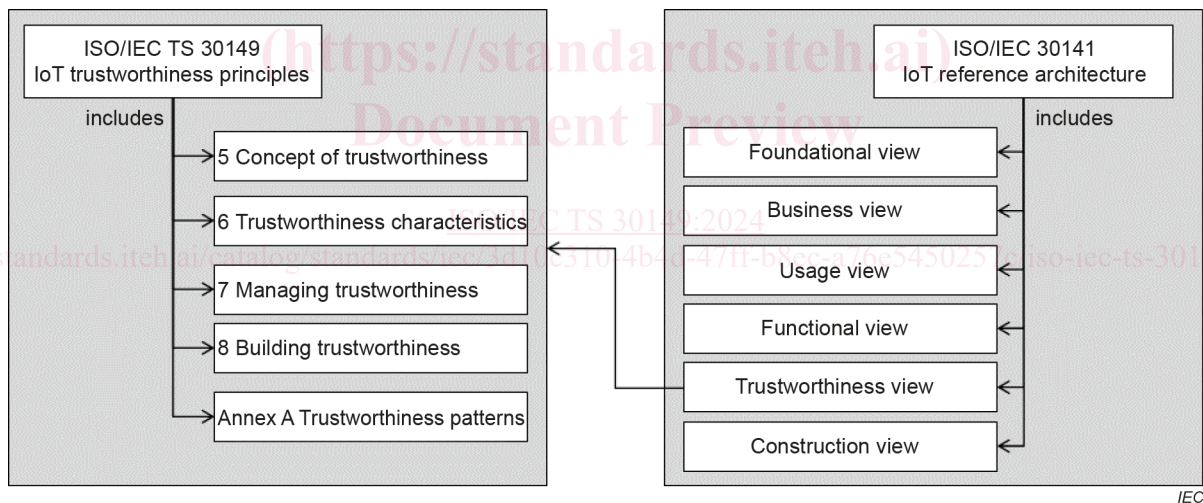 ISO/IEC TS 30149
IoT trustworthiness principles
includes
5 Concept of trustworthiness
6 Trustworthiness characteristics
7 Managing trustworthiness
8 Building trustworthiness
Annex A Trustworthiness patterns
ISO/IEC 30141
IoT reference architecture
includes
Foundational view
Business view
Usage view
Functional view
Trustworthiness view
Construction view
(https://standards.iteh.ai)
Document Preview
ISO/IEC TS 30149:2024
IEC